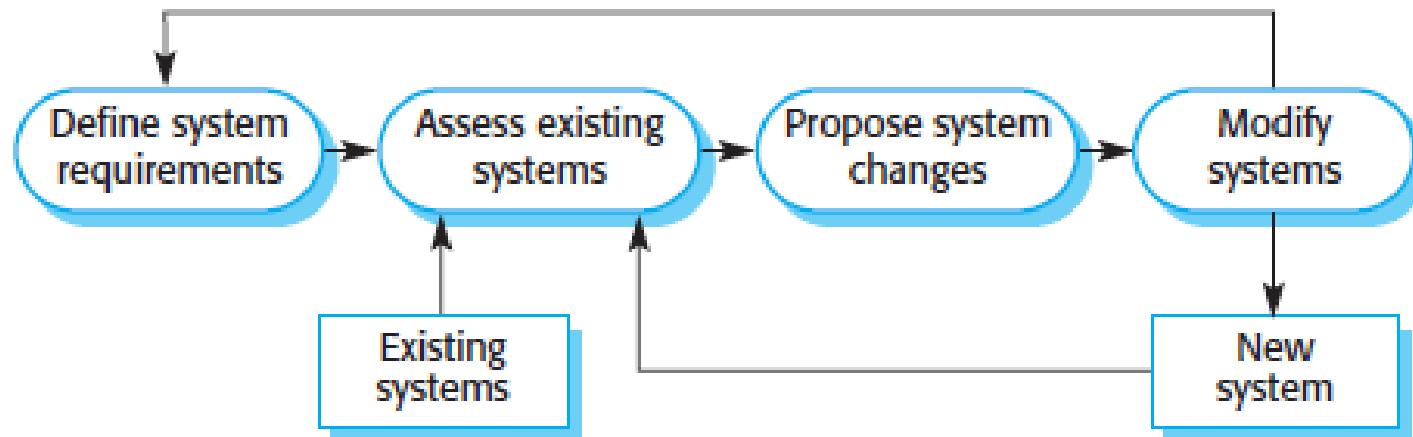 Define system
requirements
Assess existing
systems
Propose system
changes
Modify
systems
Existing
systems
New
system